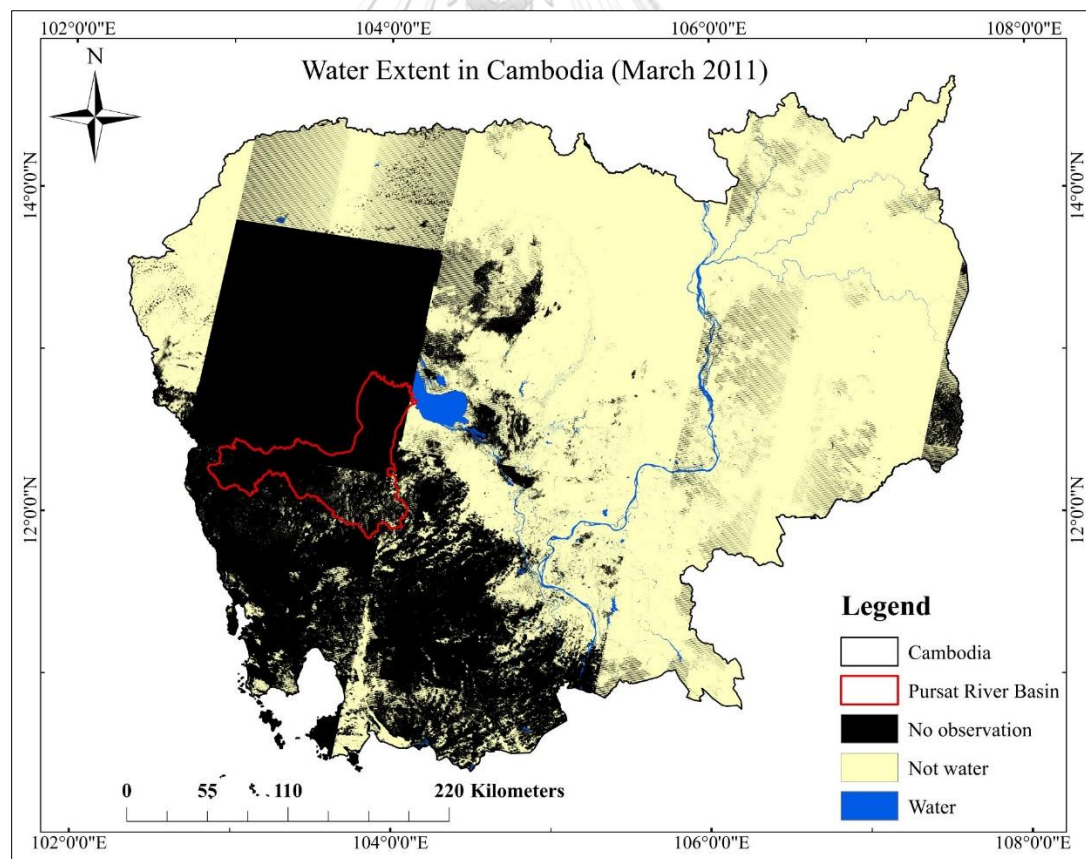 102°0'0"E 104°0'0"E 106°0'0"E 108°0'0"E
N
Water Extent in Cambodia (March 2011)
14°0'0"N
14°0'0"N
12°0'0"N
12°0'0"N
Legend
Cambodia
Pursat River Basin
No observation
Not water
Water
0 55 110 220 Kilometers
102°0'0"E 104°0'0"E 106°0'0"E 108°0'0"E